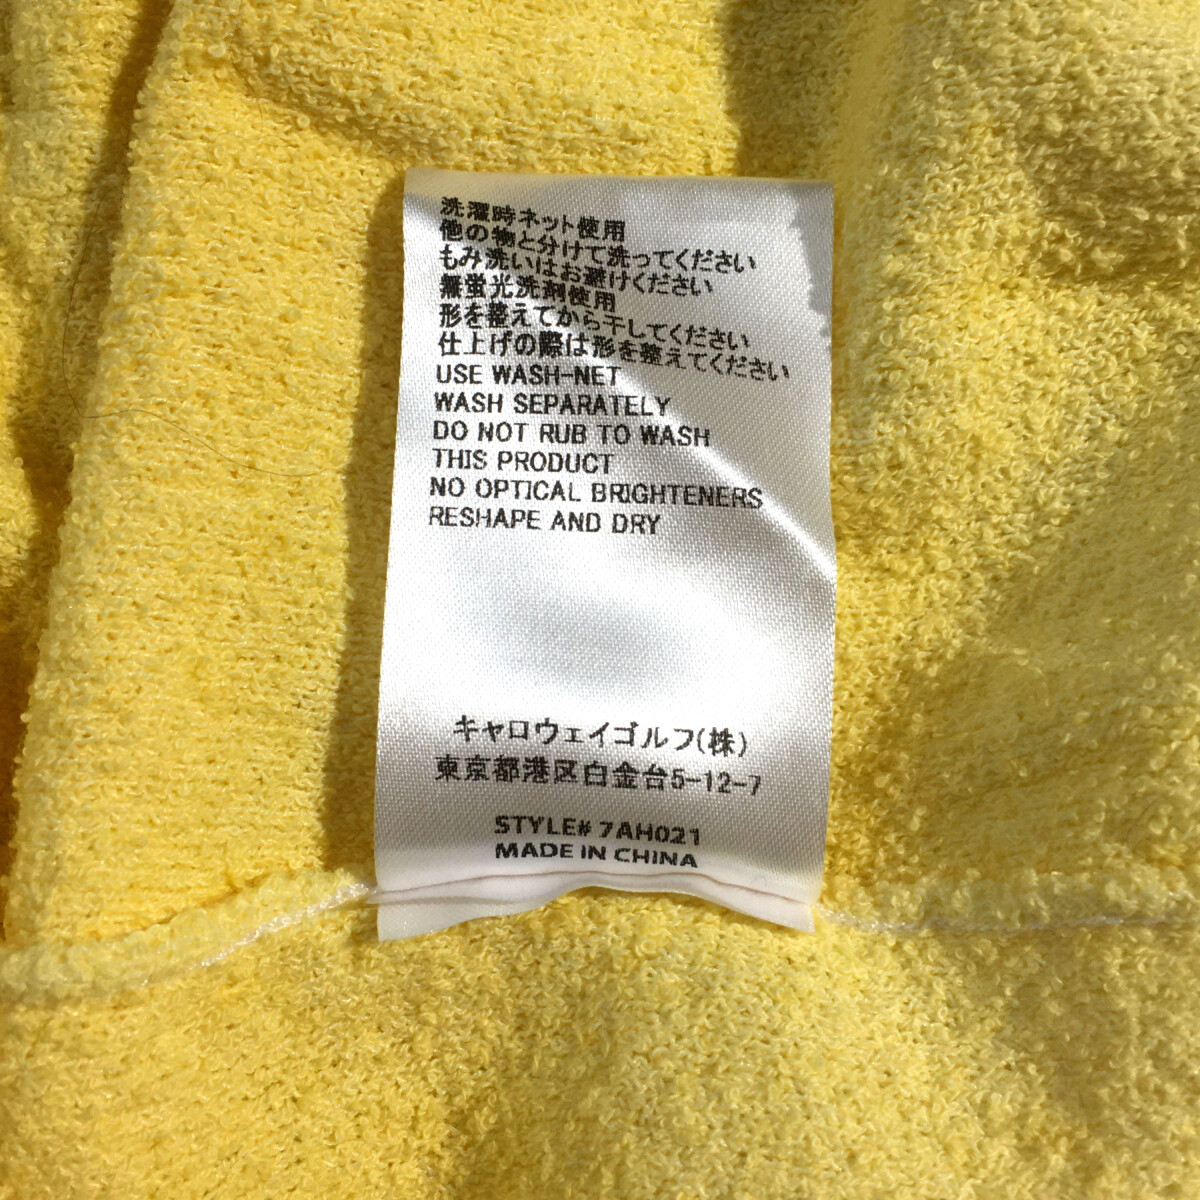 洗濯時ネット使用
他の物と分けて洗ってください
もみ洗いはお避けください
無蛍光洗剤使用
形を整えてから干してください
仕上げの際は形を整えてください
USE WASH-NET
WASH SEPARATELY
DO NOT RUB TO WASH
THIS PRODUCT
NO OPTICAL BRIGHTENERS
RESHAPE AND DRY
キャロウェイゴルフ(株)
東京都港区白金台5-12-7
STYLE# 7AH021
MADE IN CHINA